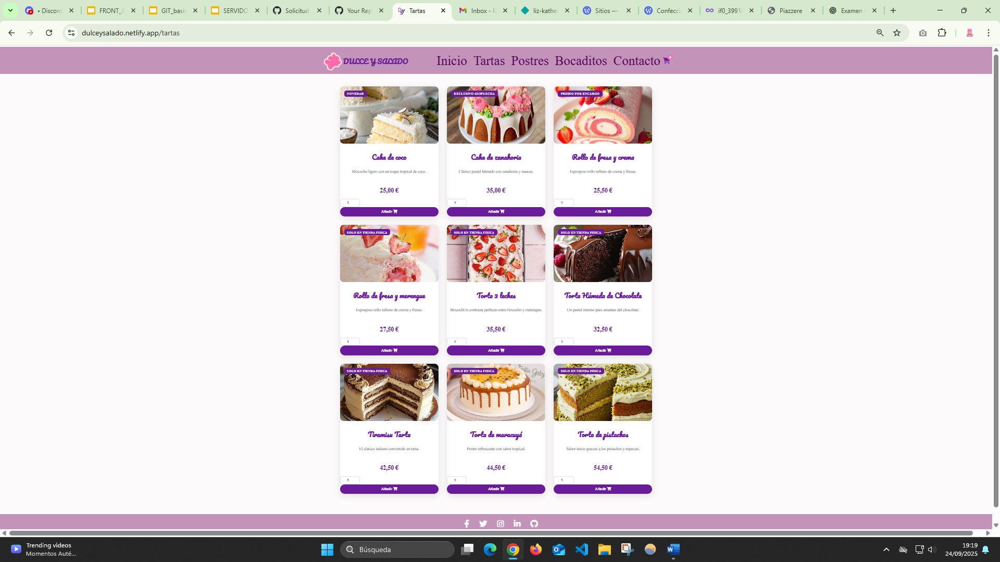 Discord
FRONT_J
GIT_basic
SERVIDO
Solicitud
Your Rep
Tartas
Inbox - li
liz-kather
Sitios —
Confecci
if0_3991
Piazzere
Examen
dulceysalado.netlify.app/tartas
DULCE Y SALADO
Inicio Tartas Postres Bocaditos Contacto
NOVEDAD
EXCLUSIVO GUIPUZCOA
PEDIDO POR ENCARGO
Cake de coco
Cake de zanahoria
Rollo de fresa y crema
Bizcocho ligero con un toque tropical de coco.
Clásico pastel húmedo con zanahoria y nueces.
Esponjoso rollo relleno de crema y fresas.
25,00 €
35,00 €
25,50 €
1
1
1
Añadir
Añadir
Añadir
SOLO EN TIENDA FISICA
SOLO EN TIENDA FISICA
SOLO EN TIENDA FISICA
Rollo de fresa y merengue
Torta 3 leches
Torta Húmeda de Chocolate
Esponjoso rollo relleno de crema y fresas.
BizcochUn contraste perfecto entre bizcocho y merengue.
Un pastel intenso para amantes del chocolate.
27,50 €
35,50 €
32,50 €
1
1
1
Añadir
Añadir
Añadir
SOLO EN TIENDA FISICA
SOLO EN TIENDA FISICA
SOLO EN TIENDA FISICA
Tiramisu Tarta
Torta de maracuyá
Torta de pistachos
El clásico italiano convertido en tarta.
Postre refrescante con sabor tropical.
Sabor único gracias a los pistachos y especias.
42,50 €
44,50 €
54,50 €
1
1
1
Añadir
Añadir
Añadir
Trending videos
Momentos Auté...
Búsqueda
19:19
24/09/2025